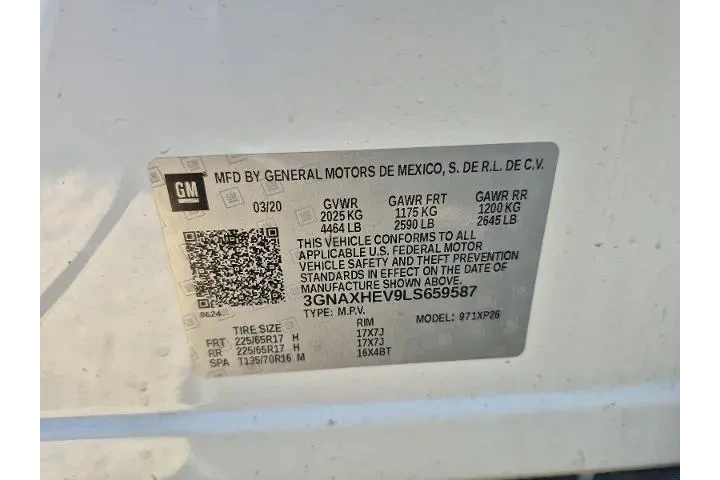 GM
MFD BY GENERAL MOTORS DE MEXICO, S. DE R.L. DE C.V.
03/20 GVWR GAWR FRT GAWR RR
2025 KG 1175 KG 1200 KG
4464 LB 2590 LB 2645 LB
THIS VEHICLE CONFORMS TO ALL
APPLICABLE U.S. FEDERAL MOTOR
VEHICLE SAFETY AND THEFT PREVENTION
STANDARDS IN EFFECT ON THE DATE OF
MANUFACTURE SHOWN ABOVE.
3GNAXHEV9LS659587
8624
TYPE: M.P.V. MODEL: 971XP26
TIRE SIZE RIM
FRT 225/65R17 H 17X7J
RR 225/65R17 H 17X7J
SPA T135/70R16 M 16X4BT